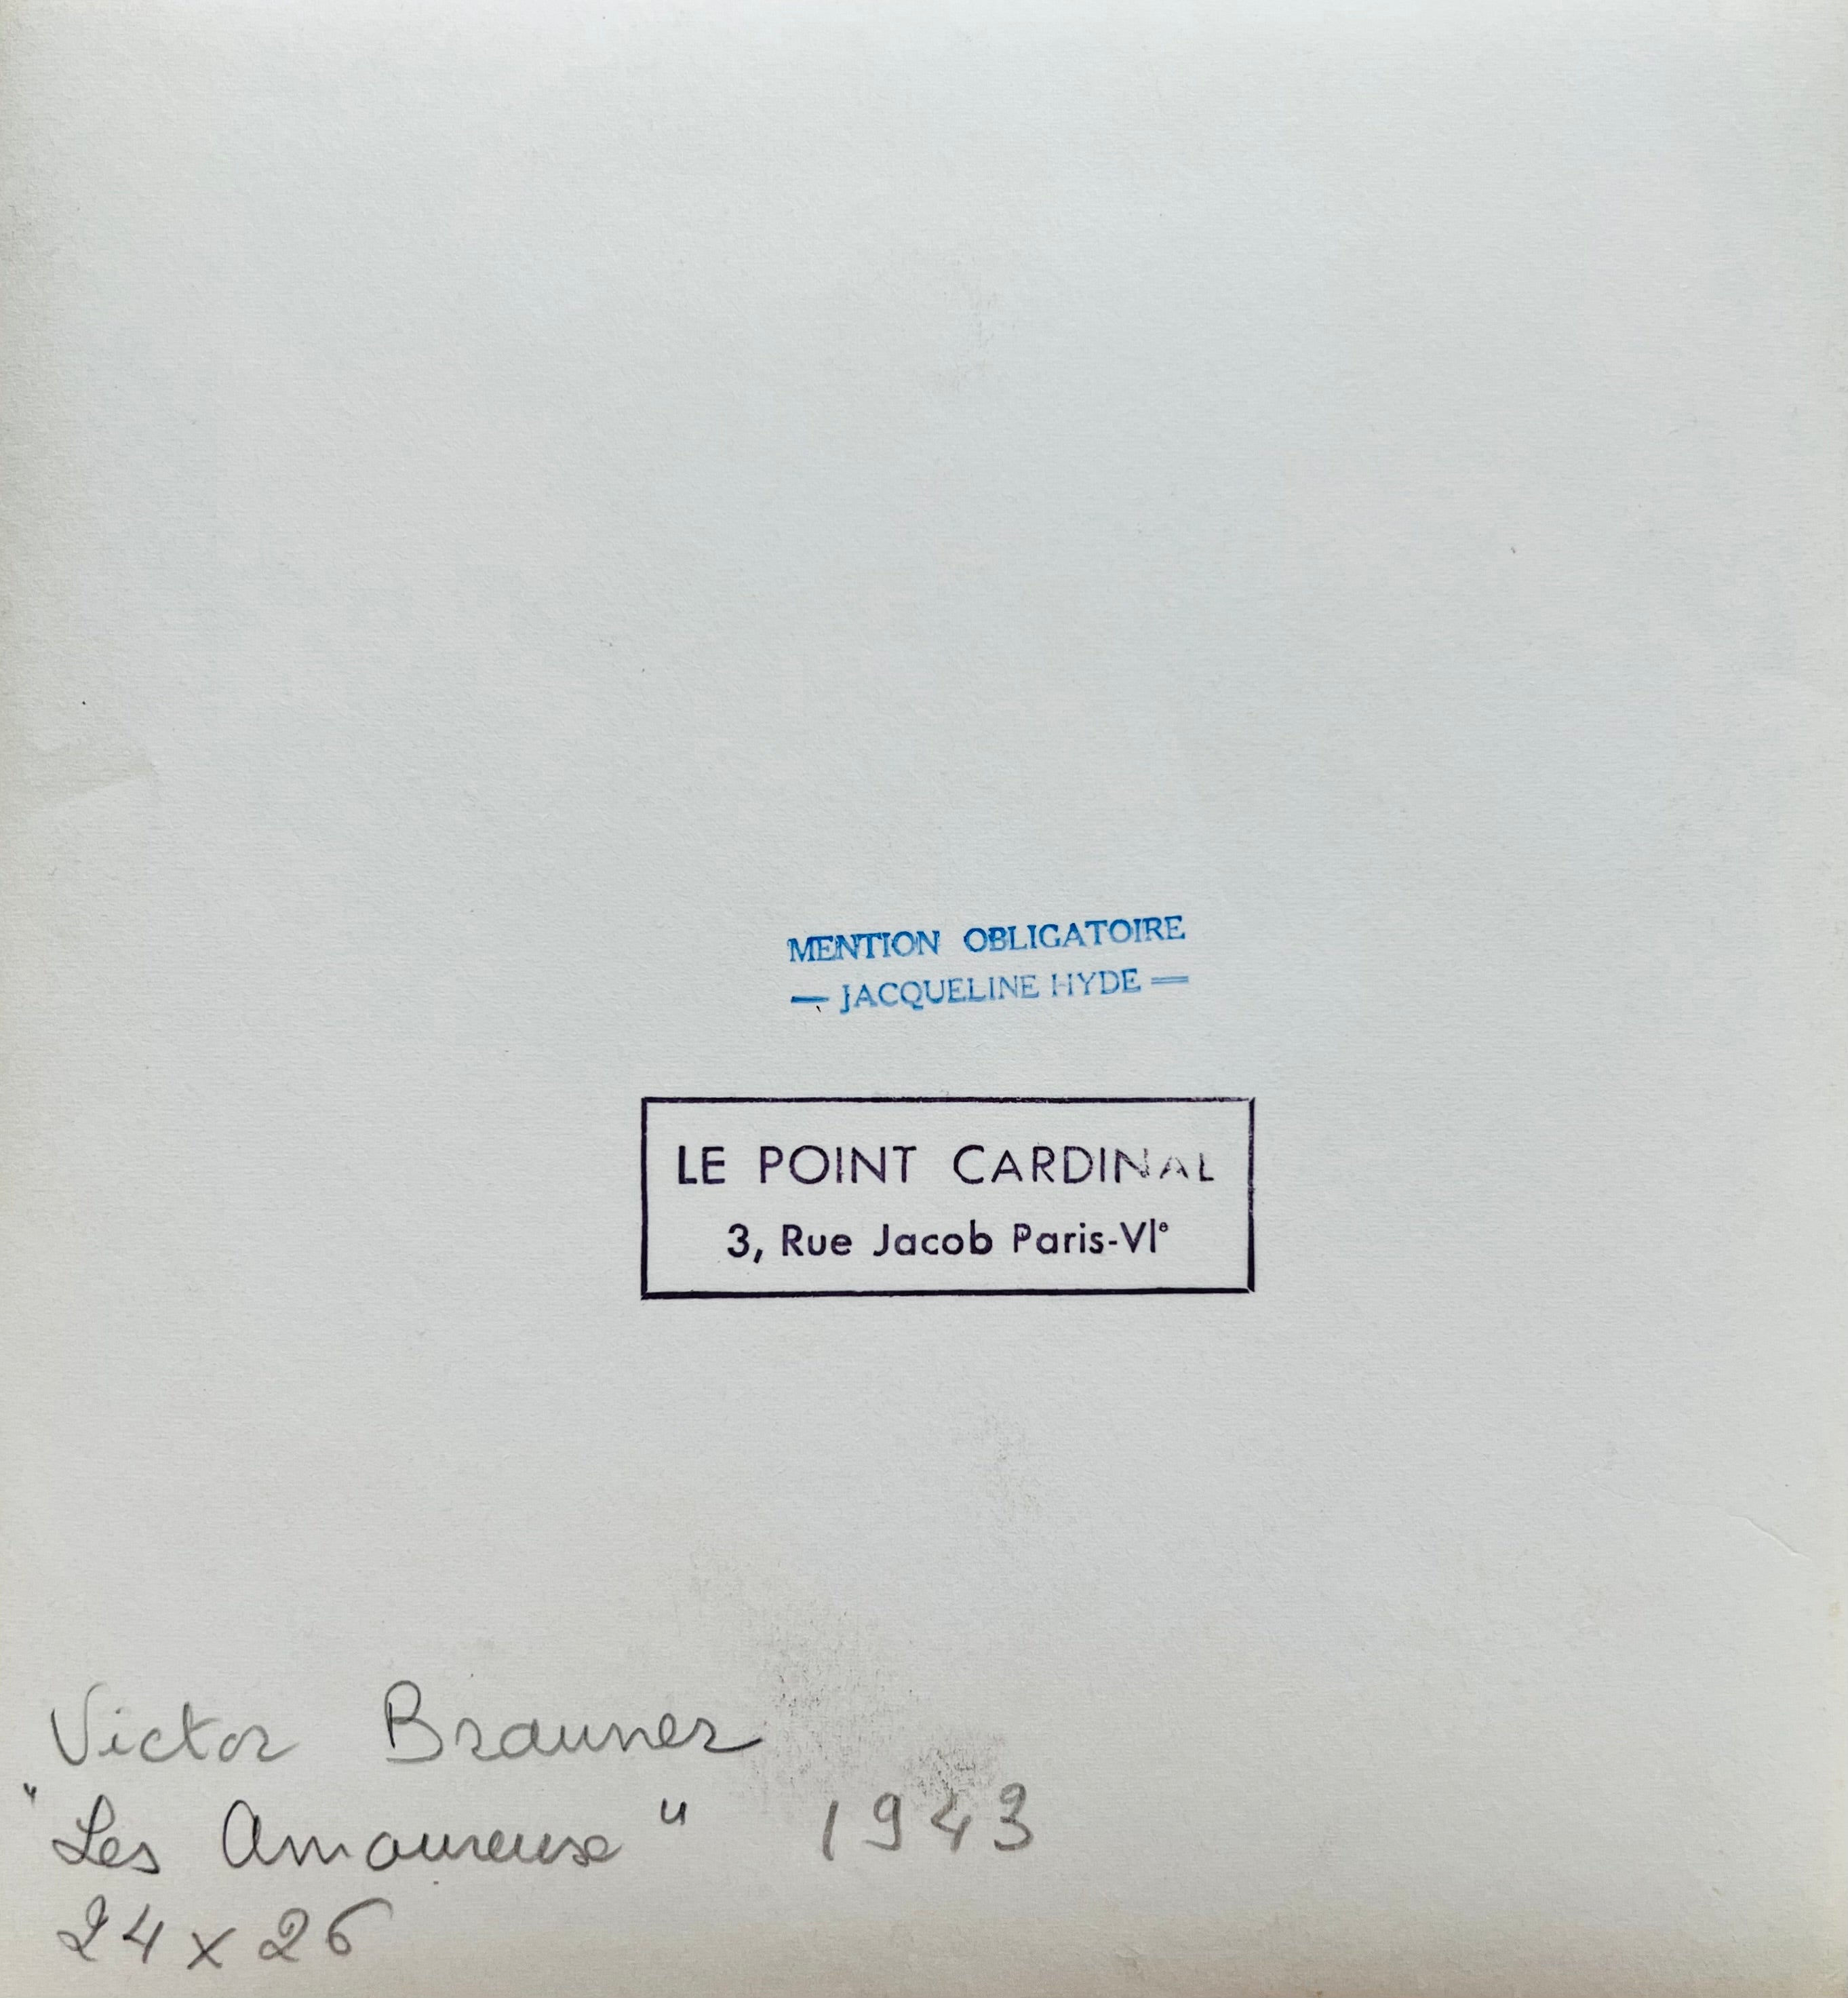 MENTION OBLIGATOIRE
— JACQUELINE HYDE —
LE POINT CARDINAL
3, Rue Jacob Paris-VIe
Victor Brauner
"Les Amoureux" 1943
24 x 26